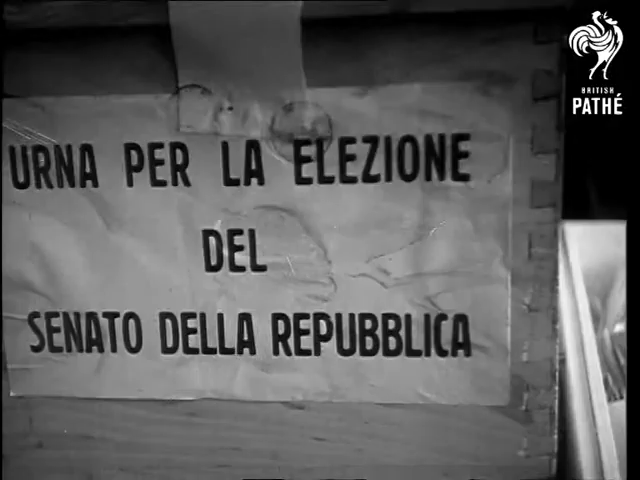 BRITISH
PATHÉ
URNA PER LA ELEZIONE
DEL
SENATO DELLA REPUBBLICA